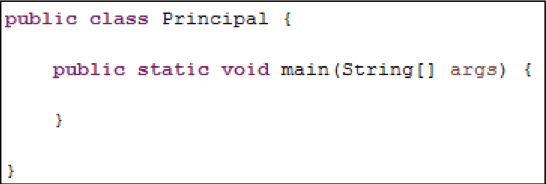 public class Principal {
public static void main(String[] args) {
}
}